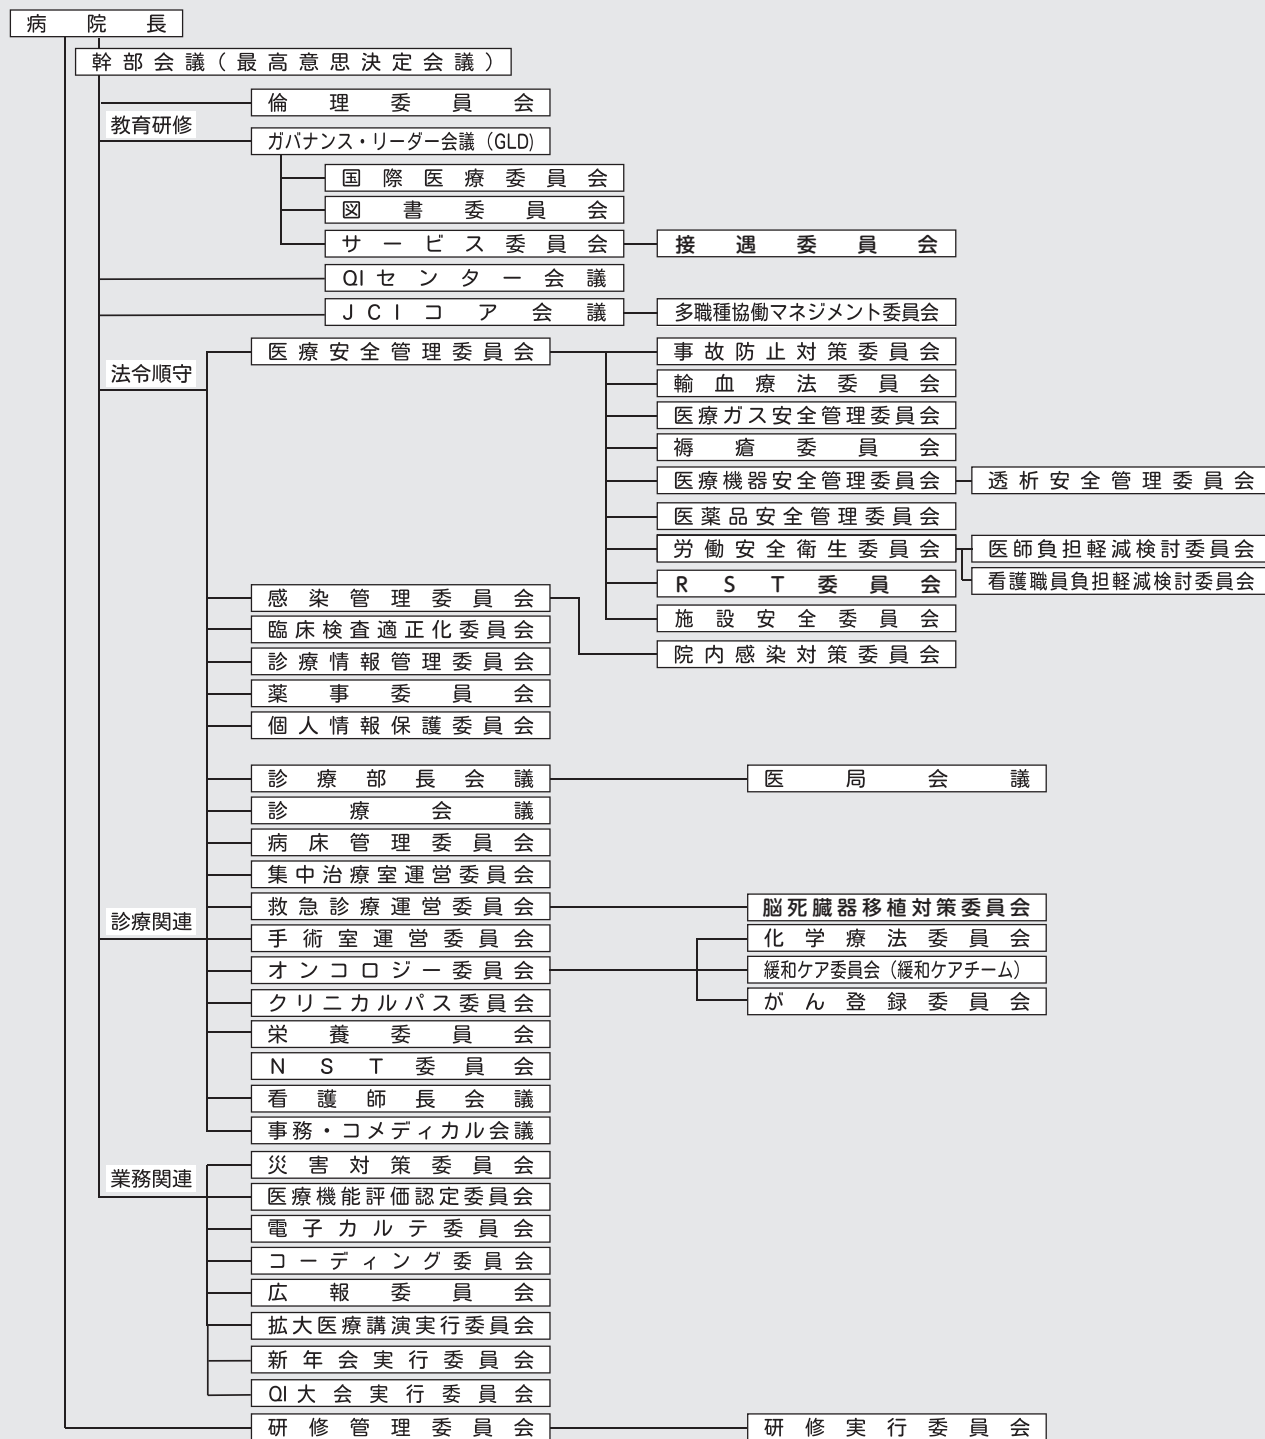 病院長
幹部会議(最高意思決定会議)
倫理委員会
教育研修
ガバナンス・リーダー会議(GLD)
国際医療委員会
図書委員会
サービス委員会 接遇委員会
QIセンター会議
JCIコア会議 多職種協働マネジメント委員会
医療安全管理委員会 事故防止対策委員会
法令順守
輸血療法委員会
医療ガス安全管理委員会
褥瘡委員会
医療機器安全管理委員会 透析安全管理委員会
医薬品安全管理委員会
労働安全衛生委員会 医師負担軽減検討委員会
RST委員会 看護職員負担軽減検討委員会
感染管理委員会
施設安全委員会
臨床検査適正化委員会
院内感染対策委員会
診療情報管理委員会
薬事委員会
個人情報保護委員会
診療部長会議 医局会議
診療会議
病床管理委員会
集中治療室運営委員会
救急診療運営委員会 脳死臓器移植対策委員会
診療関連
手術室運営委員会 化学療法委員会
オンコロジー委員会 緩和ケア委員会(緩和ケアチーム)
クリニカルパス委員会 がん登録委員会
栄養委員会
NST委員会
看護師長会議
事務・コメディカル会議
災害対策委員会
業務関連
医療機能評価認定委員会
電子カルテ委員会
コーディング委員会
広報委員会
拡大医療講演実行委員会
新年会実行委員会
QI大会実行委員会
研修管理委員会 研修実行委員会